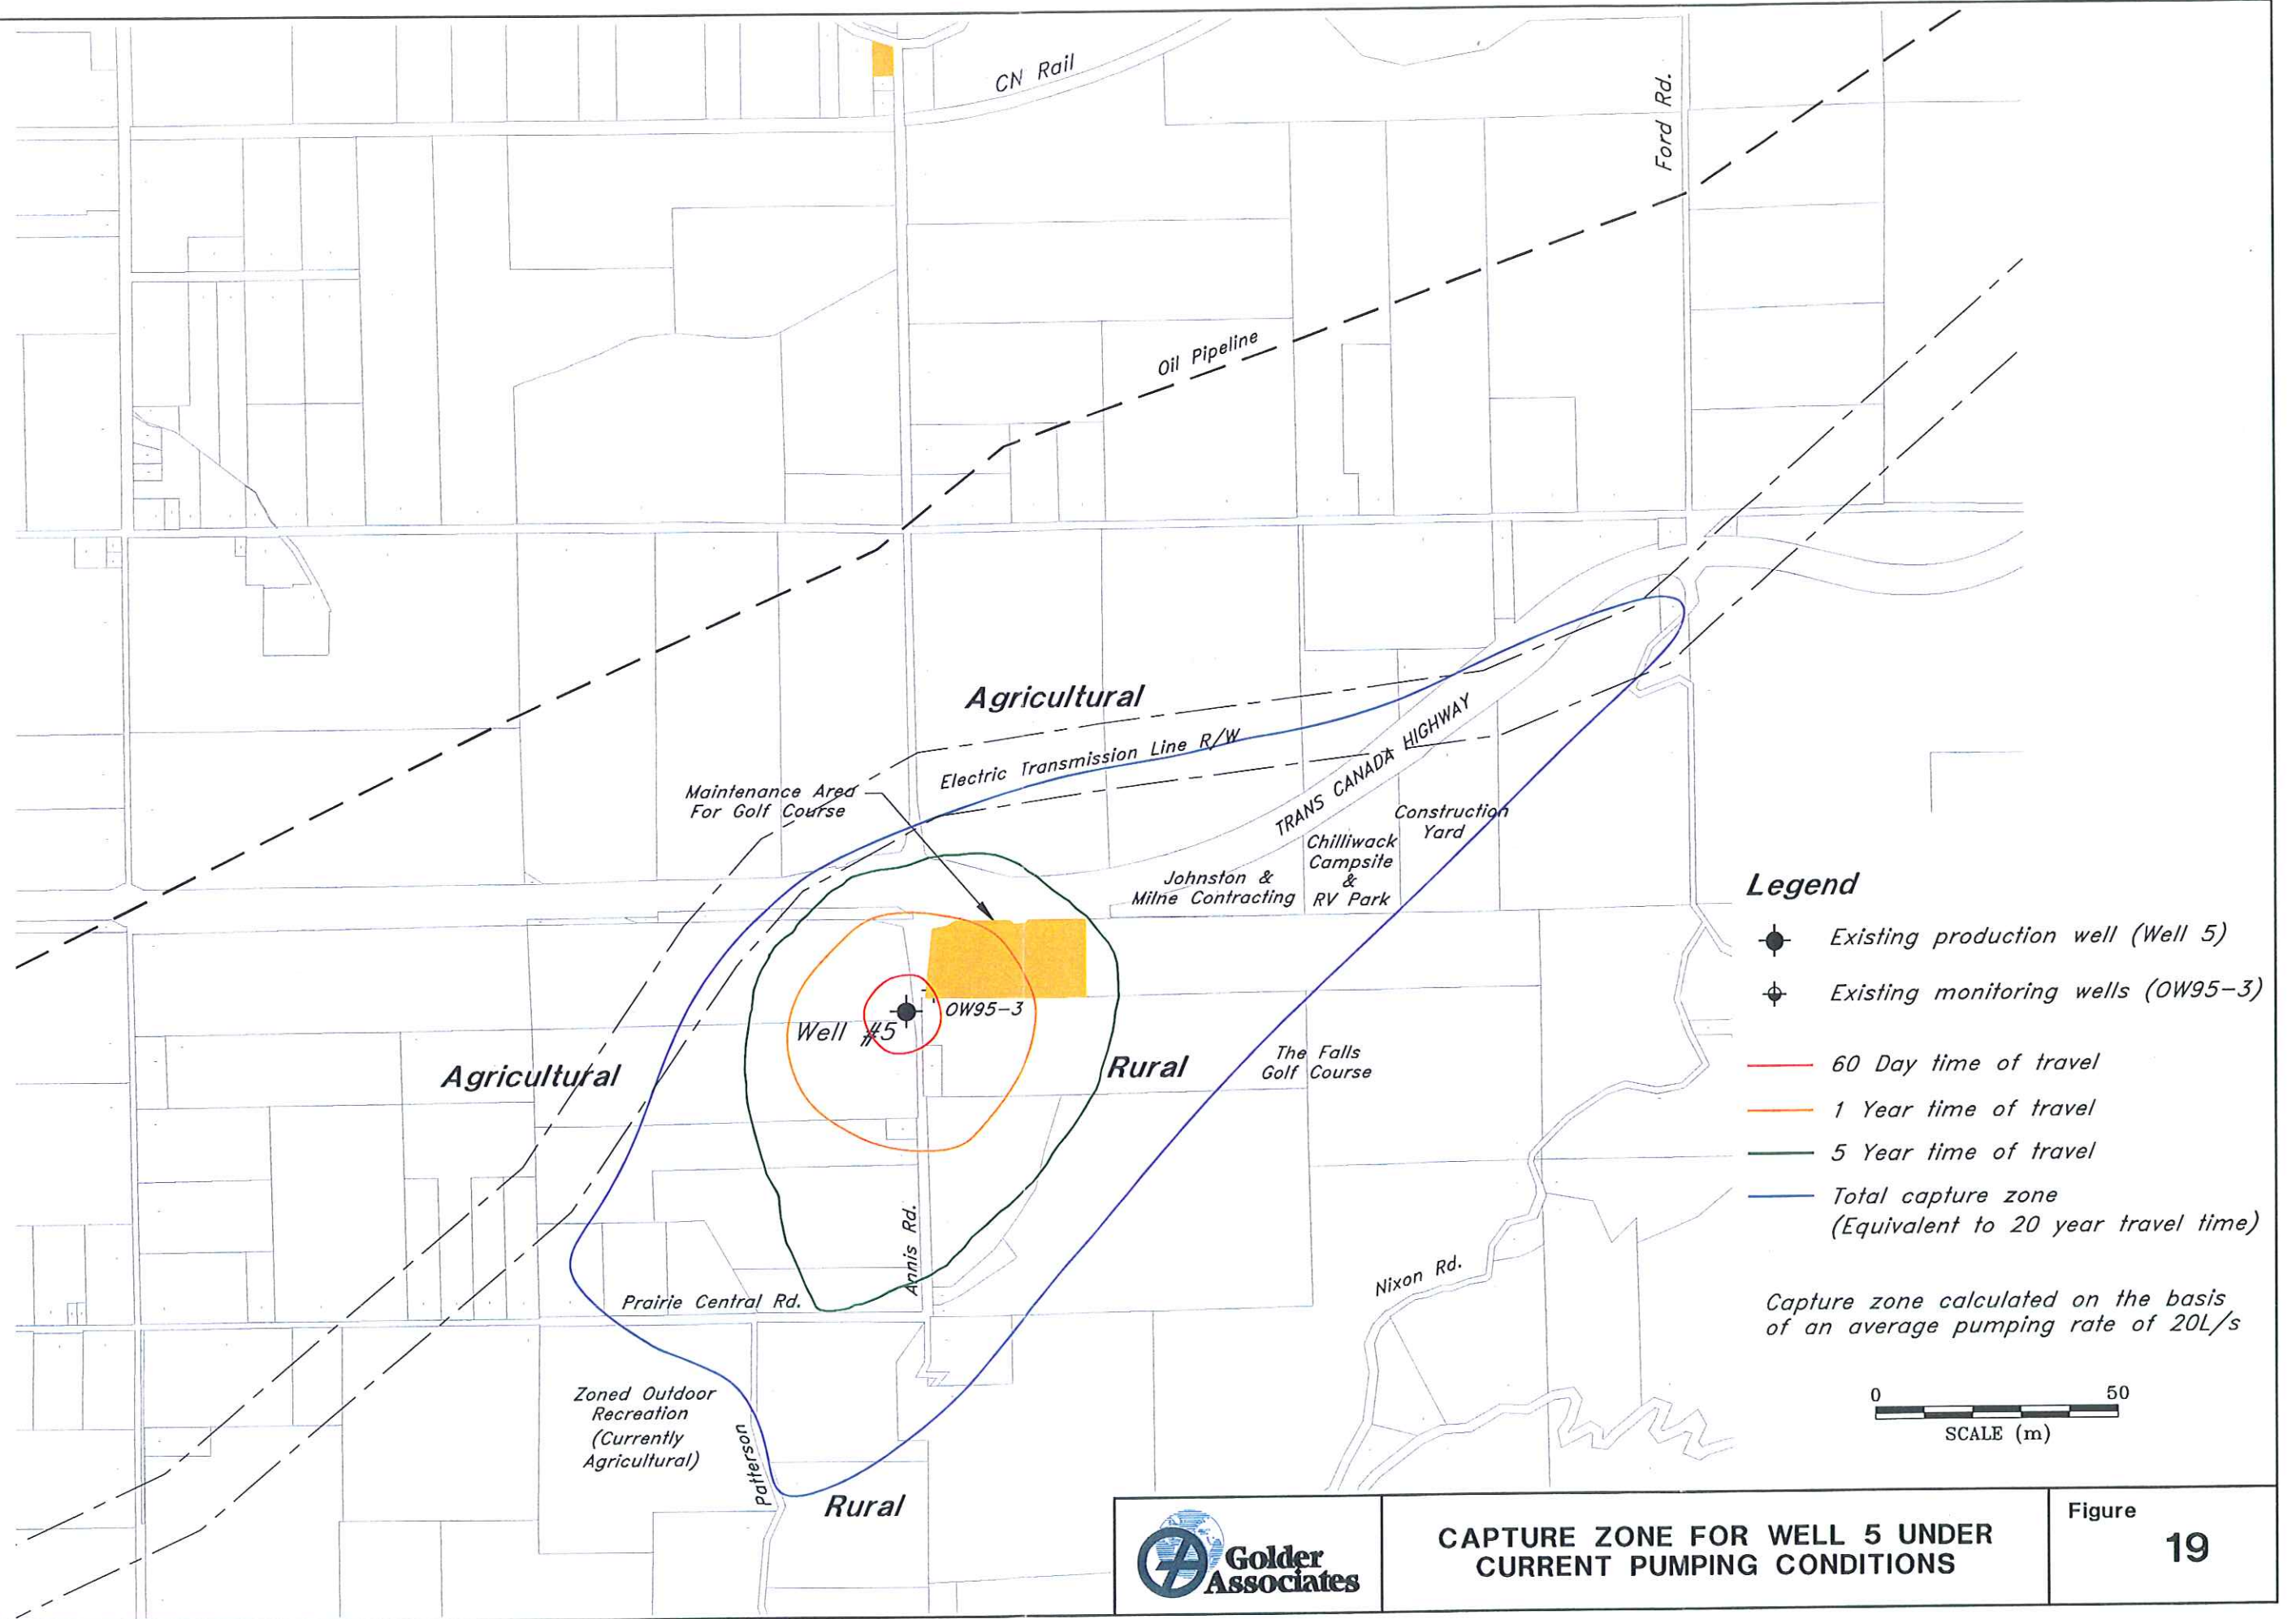 CN Rail
Ford Rd.
Oil Pipeline
Agricultural
Electric Transmission Line R/W
TRANS CANADA HIGHWAY
Maintenance Area
For Golf Course
Construction
Yard
Chilliwack
Campsite
&
RV Park
Johnston &
Milne Contracting
OW95-3
Well #5
Agricultural
Rural
The Falls
Golf Course
Annis Rd.
Prairie Central Rd.
Nixon Rd.
Zoned Outdoor
Recreation
(Currently
Agricultural)
Patterson
Rural
Legend
Existing production well (Well 5)
Existing monitoring wells (OW95-3)
60 Day time of travel
1 Year time of travel
5 Year time of travel
Total capture zone
(Equivalent to 20 year travel time)
Capture zone calculated on the basis
of an average pumping rate of 20L/s
0 50
SCALE (m)
Golder
Associates
CAPTURE ZONE FOR WELL 5 UNDER
CURRENT PUMPING CONDITIONS
Figure
19